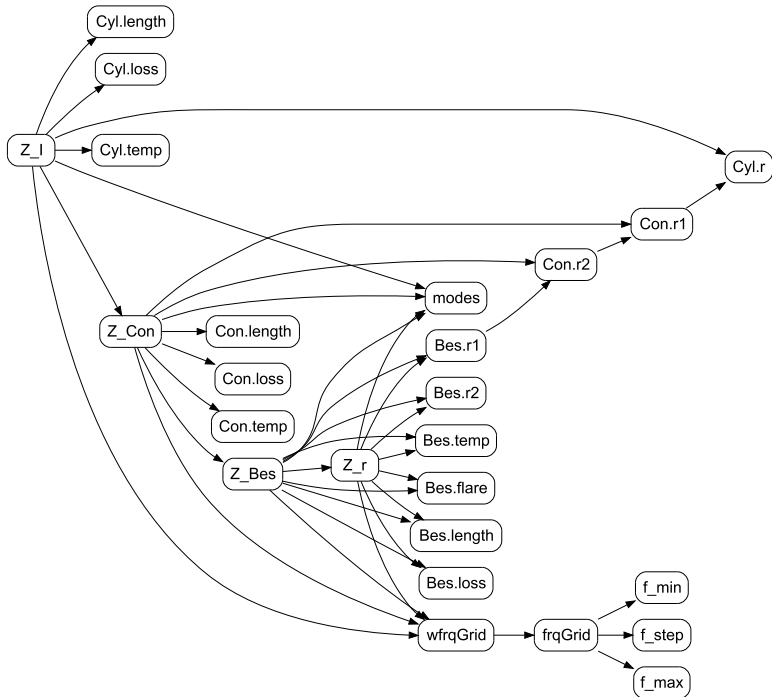 Cyl.length
Cyl.loss
Z_I
Cyl.temp
Cyl.r
Con.r1
Con.r2
modes
Z_Con
Con.length
Bes.r1
Con.loss
Bes.r2
Con.temp
Bes.temp
Z_Bes
Z_r
Bes.flare
Bes.length
Bes.loss
f_min
wfrqGrid
frqGrid
f_step
f_max